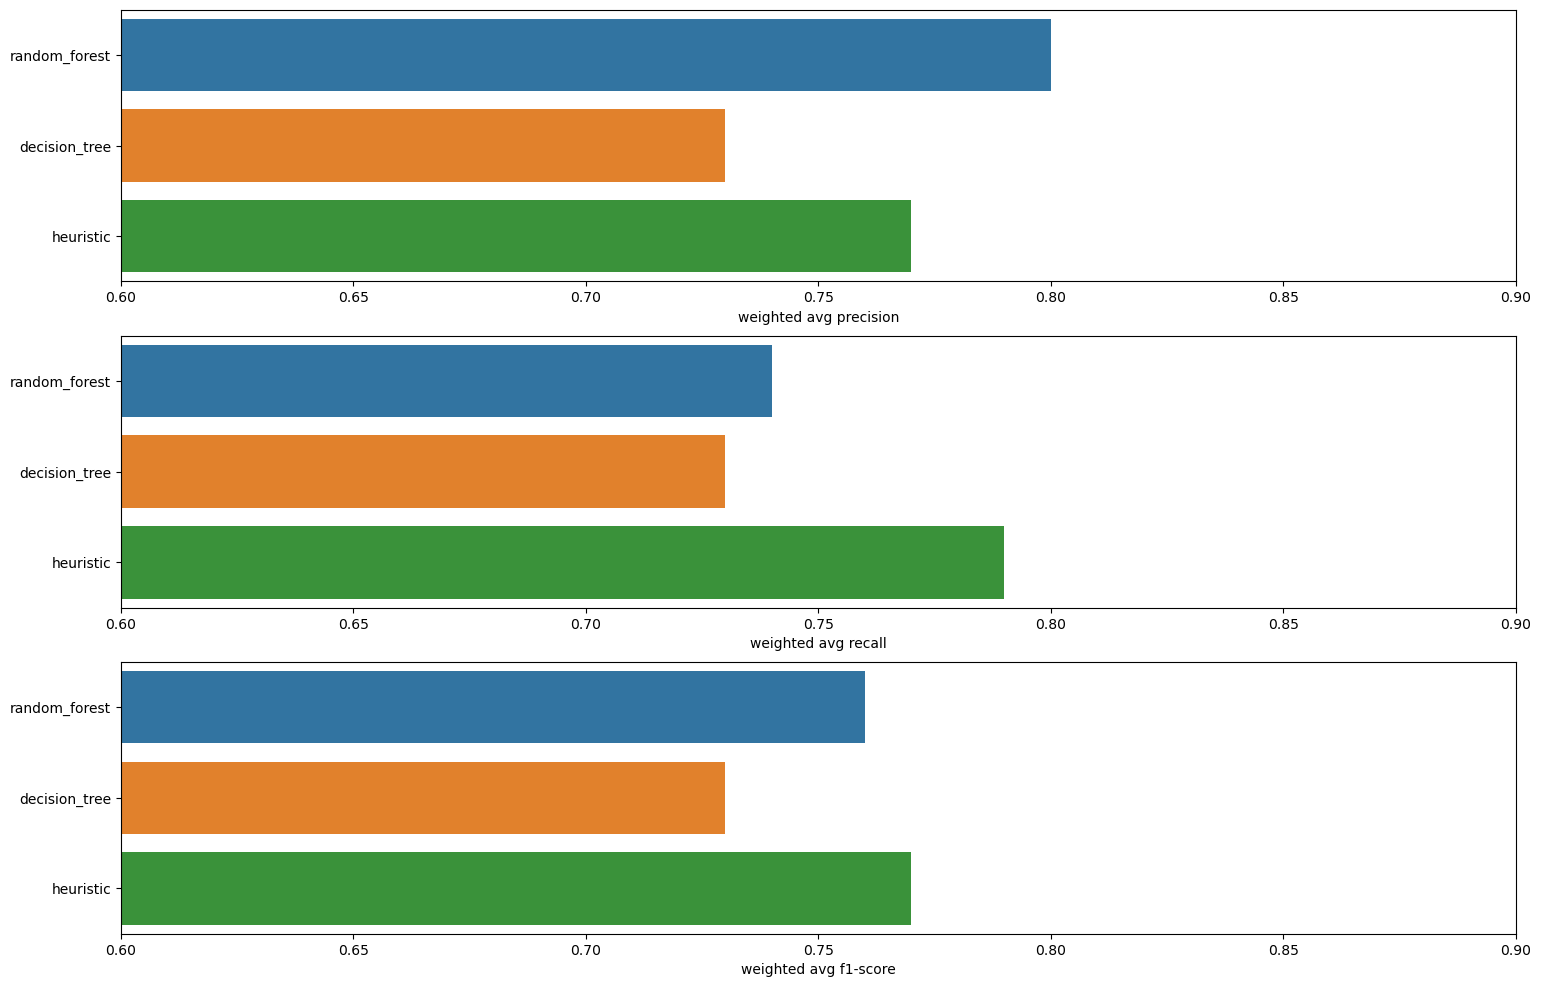 random_forest
decision_tree
heuristic
0.60 0.65 0.70 0.75 0.80 0.85 0.90
weighted avg precision
random_forest
decision_tree
heuristic
0.60 0.65 0.70 0.75 0.80 0.85 0.90
weighted avg recall
random_forest
decision_tree
heuristic
0.60 0.65 0.70 0.75 0.80 0.85 0.90
weighted avg f1-score